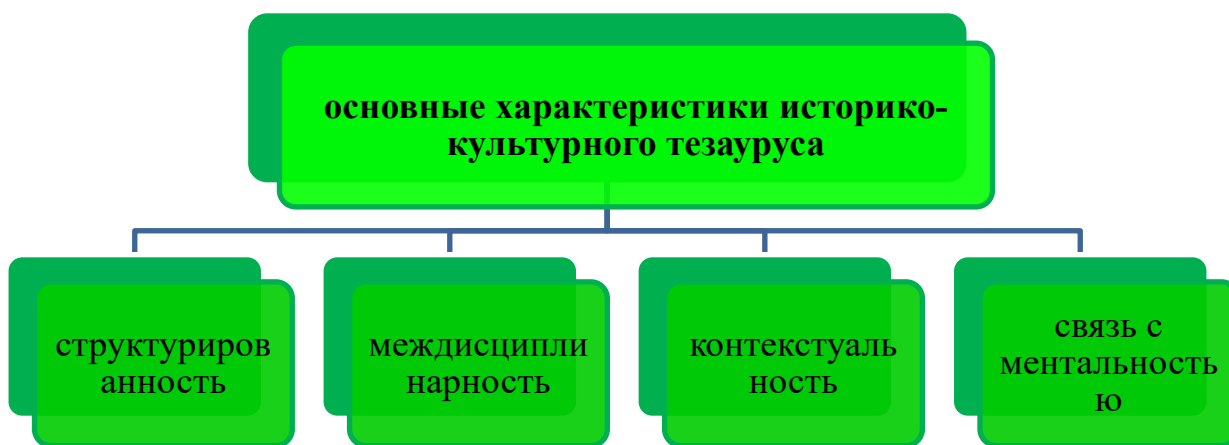 основные характеристики историко-
культурного тезауруса
структуриров
анность
междисципли
нарность
контекстуаль
ность
связь с
ментальность
ю